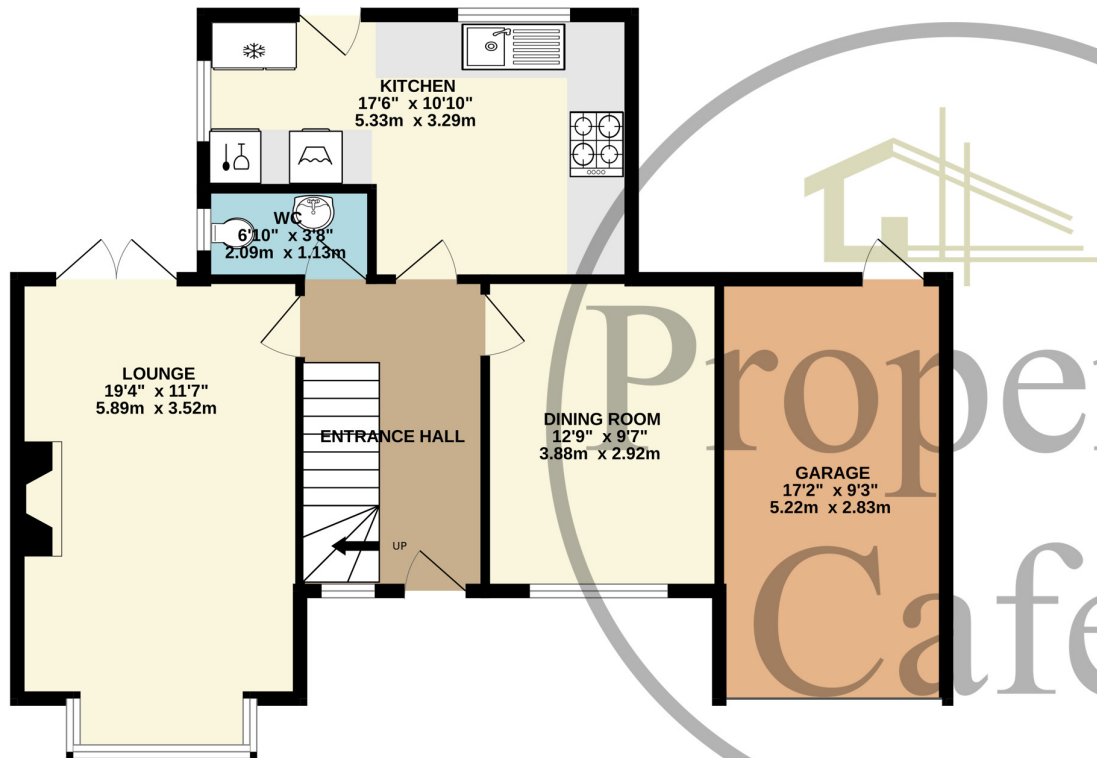 KITCHEN
17'6" x 10'10"
5.33m x 3.29m
WC
6'10" x 3'8"
2.09m x 1.13m
LOUNGE
19'4" x 11'7"
5.89m x 3.52m
ENTRANCE HALL
UP
DINING ROOM
12'9" x 9'7"
3.88m x 2.92m
GARAGE
17'2" x 9'3"
5.22m x 2.83m
Proper
Cafe